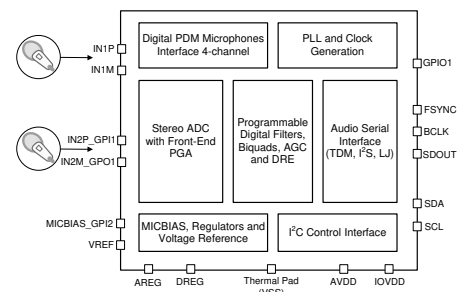 Digital PDM Microphones
Interface 4-channel
PLL and Clock
Generation
IN1P
IN1M
GPIO1
Stereo ADC
with Front-End
PGA
Programmable
Digital Filters,
Biquads, AGC
and DRE
Audio Serial
Interface
(TDM, I²S, LJ)
FSYNC
BCLK
SDOUT
IN2P_GPI1
IN2M_GPO1
SDA
SCL
MICBIAS_GPI2
VREF
MICBIAS, Regulators and
Voltage Reference
I²C Control Interface
AREG
DREG
Thermal Pad
(VSS)
AVDD
IOVDD